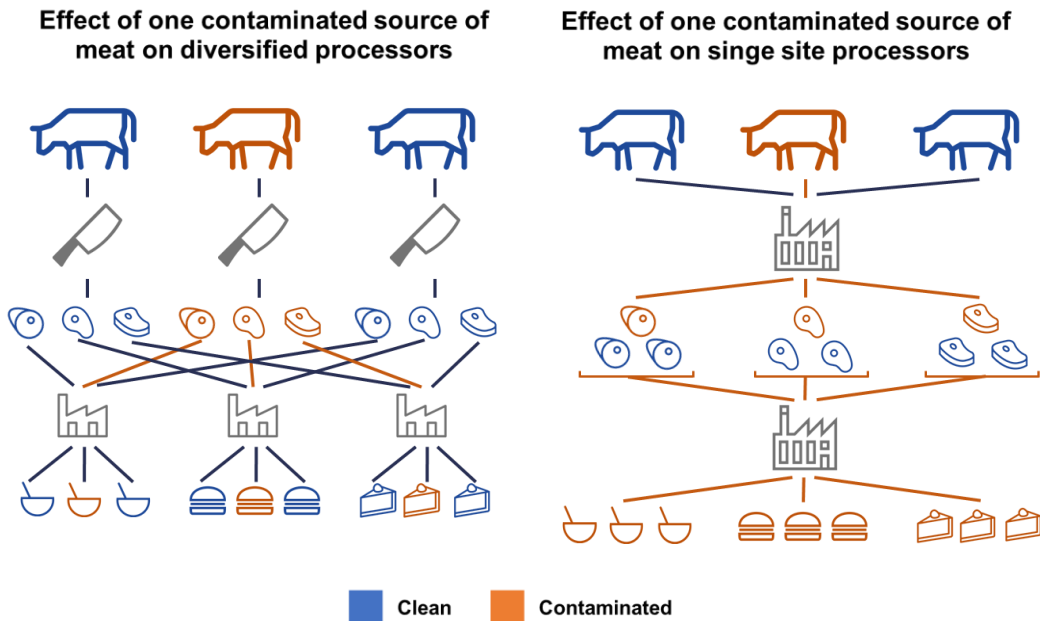 Effect of one contaminated source of
meat on diversified processors
Effect of one contaminated source of
meat on singe site processors
Clean
Contaminated